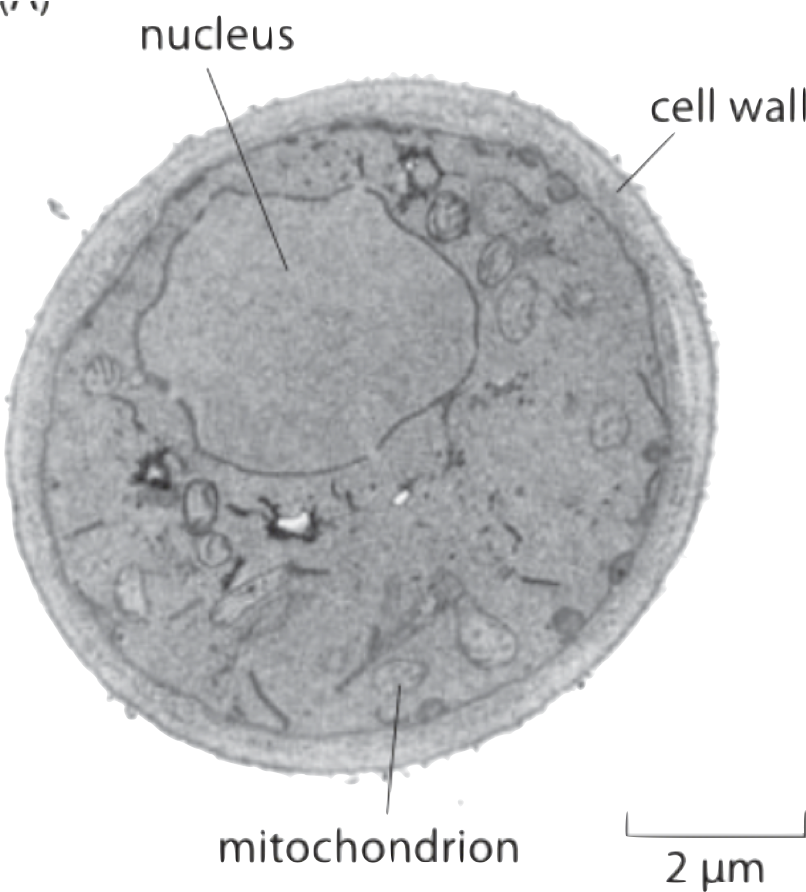 nucleus
cell wall
mitochondrion
2 μm